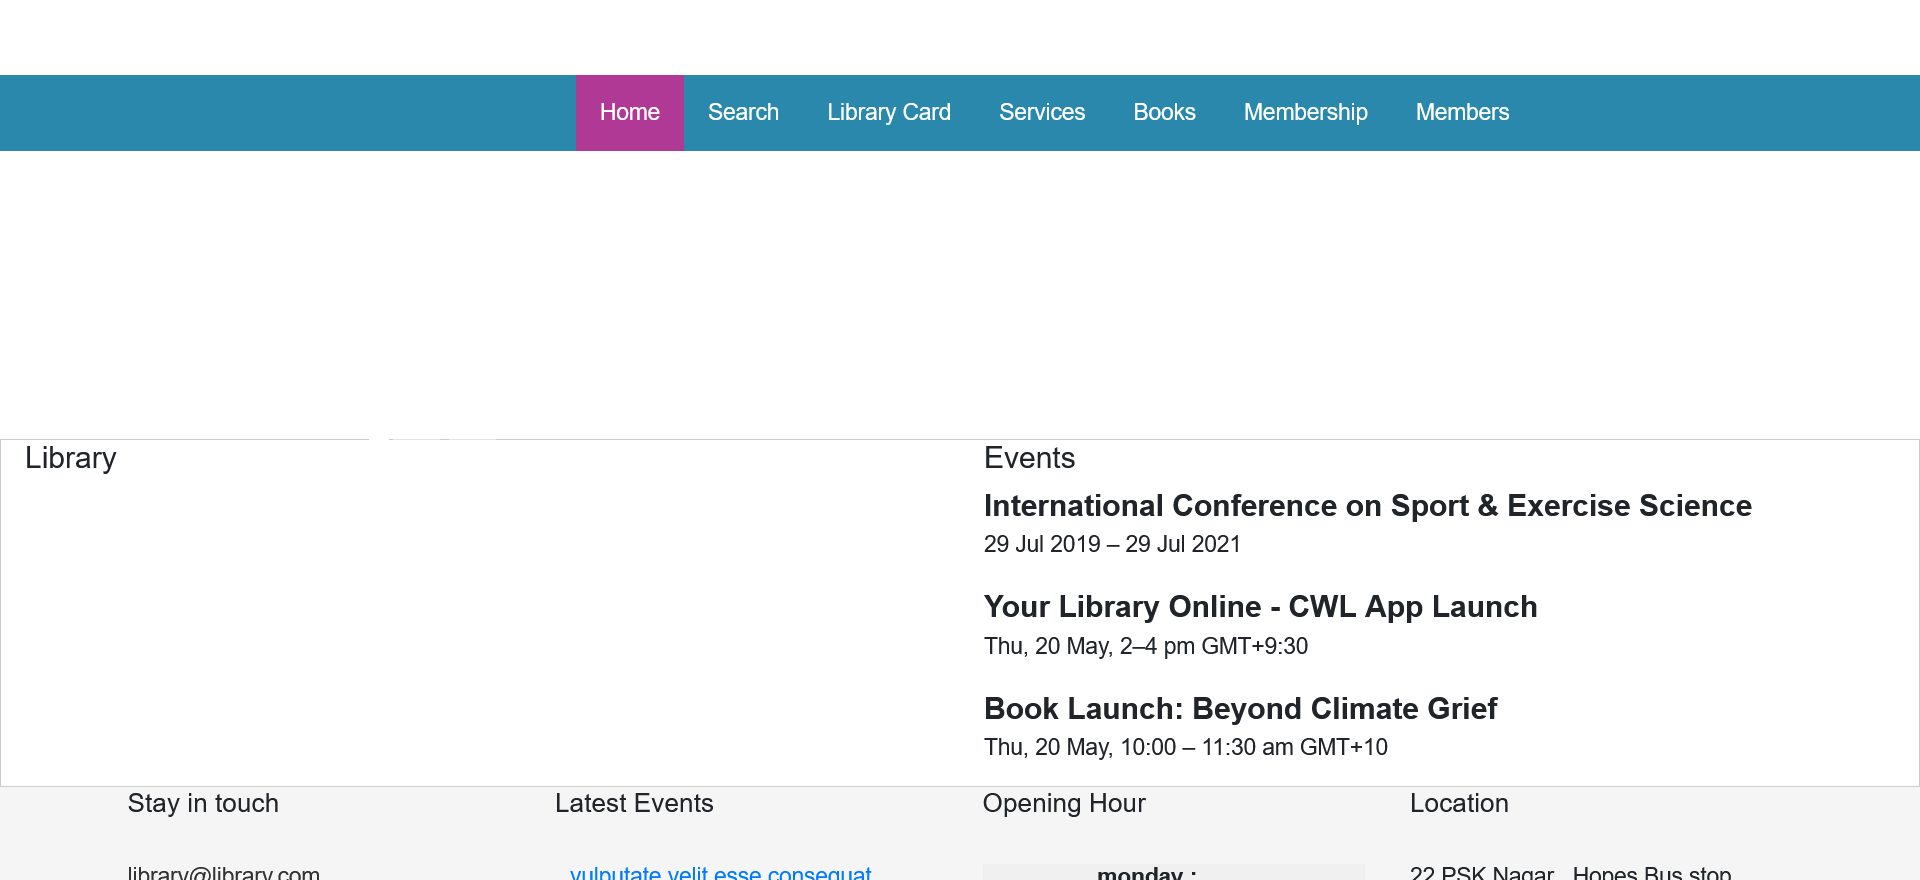 Home Search Library Card Services Books Membership Members
Library
Events
International Conference on Sport & Exercise Science
29 Jul 2019 – 29 Jul 2021
Your Library Online - CWL App Launch
Thu, 20 May, 2–4 pm GMT+9:30
Book Launch: Beyond Climate Grief
Thu, 20 May, 10:00 – 11:30 am GMT+10
Stay in touch
library@library.com
Latest Events
vulputate velit esse consequat
Opening Hour
monday :
Location
22 PSK Nagar , Hopes Bus stop